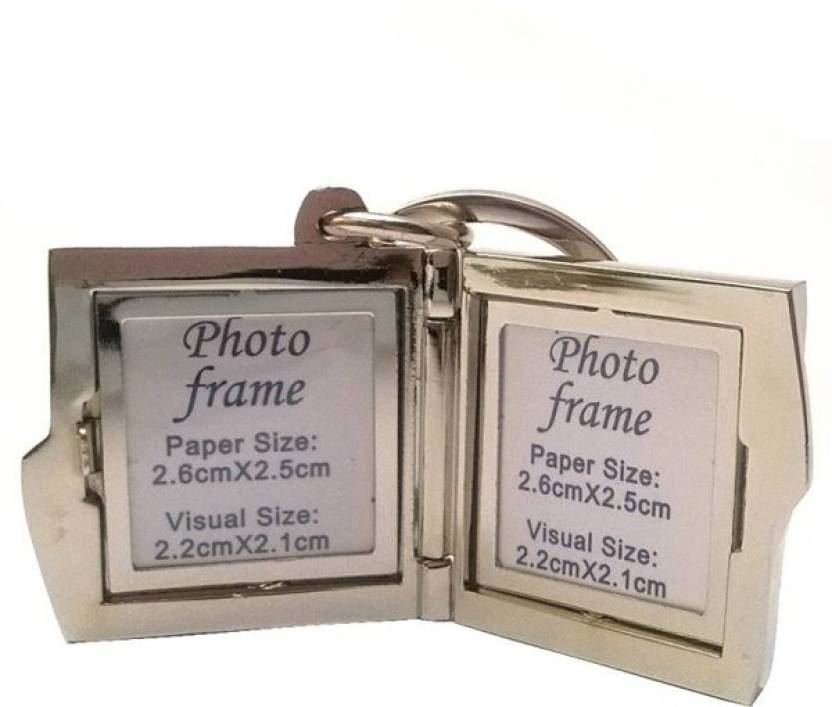 Photo
frame
Paper Size:
2.6cmX2.5cm
Visual Size:
2.2cmX2.1cm
Photo
frame
Paper Size:
2.6cmX2.5cm
Visual Size:
2.2cmX2.1cm